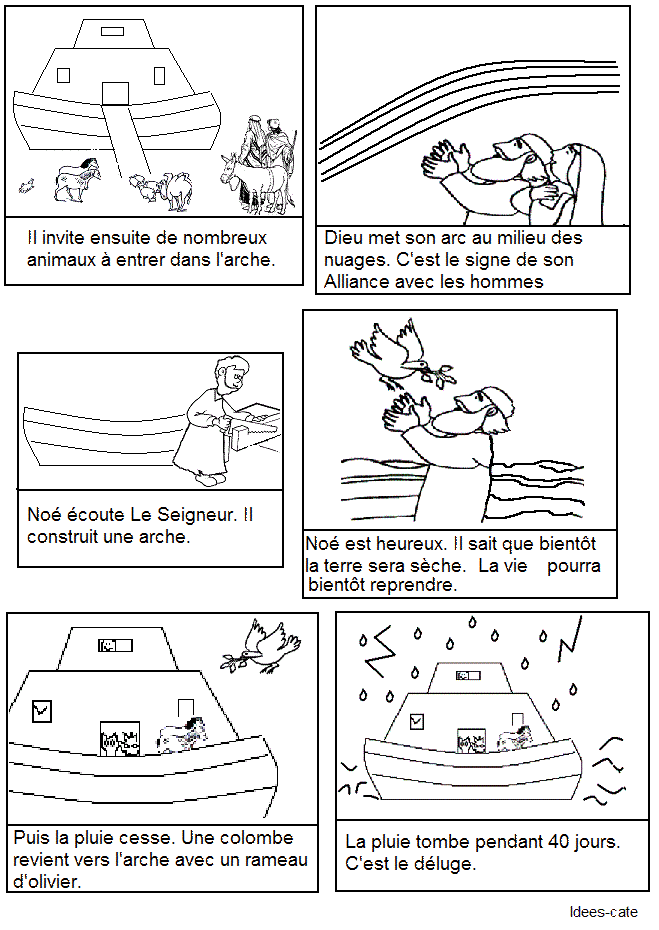 Il invite ensuite de nombreux
animaux à entrer dans l'arche.
Dieu met son arc au milieu des
nuages. C'est le signe de son
Alliance avec les hommes
Noé écoute Le Seigneur. Il
construit une arche.
Noé est heureux. Il sait que bientôt
la terre sera sèche. La vie pourra
bientôt reprendre.
Puis la pluie cesse. Une colombe
revient vers l'arche avec un rameau
d'olivier.
La pluie tombe pendant 40 jours.
C'est le déluge.
Idees-cate